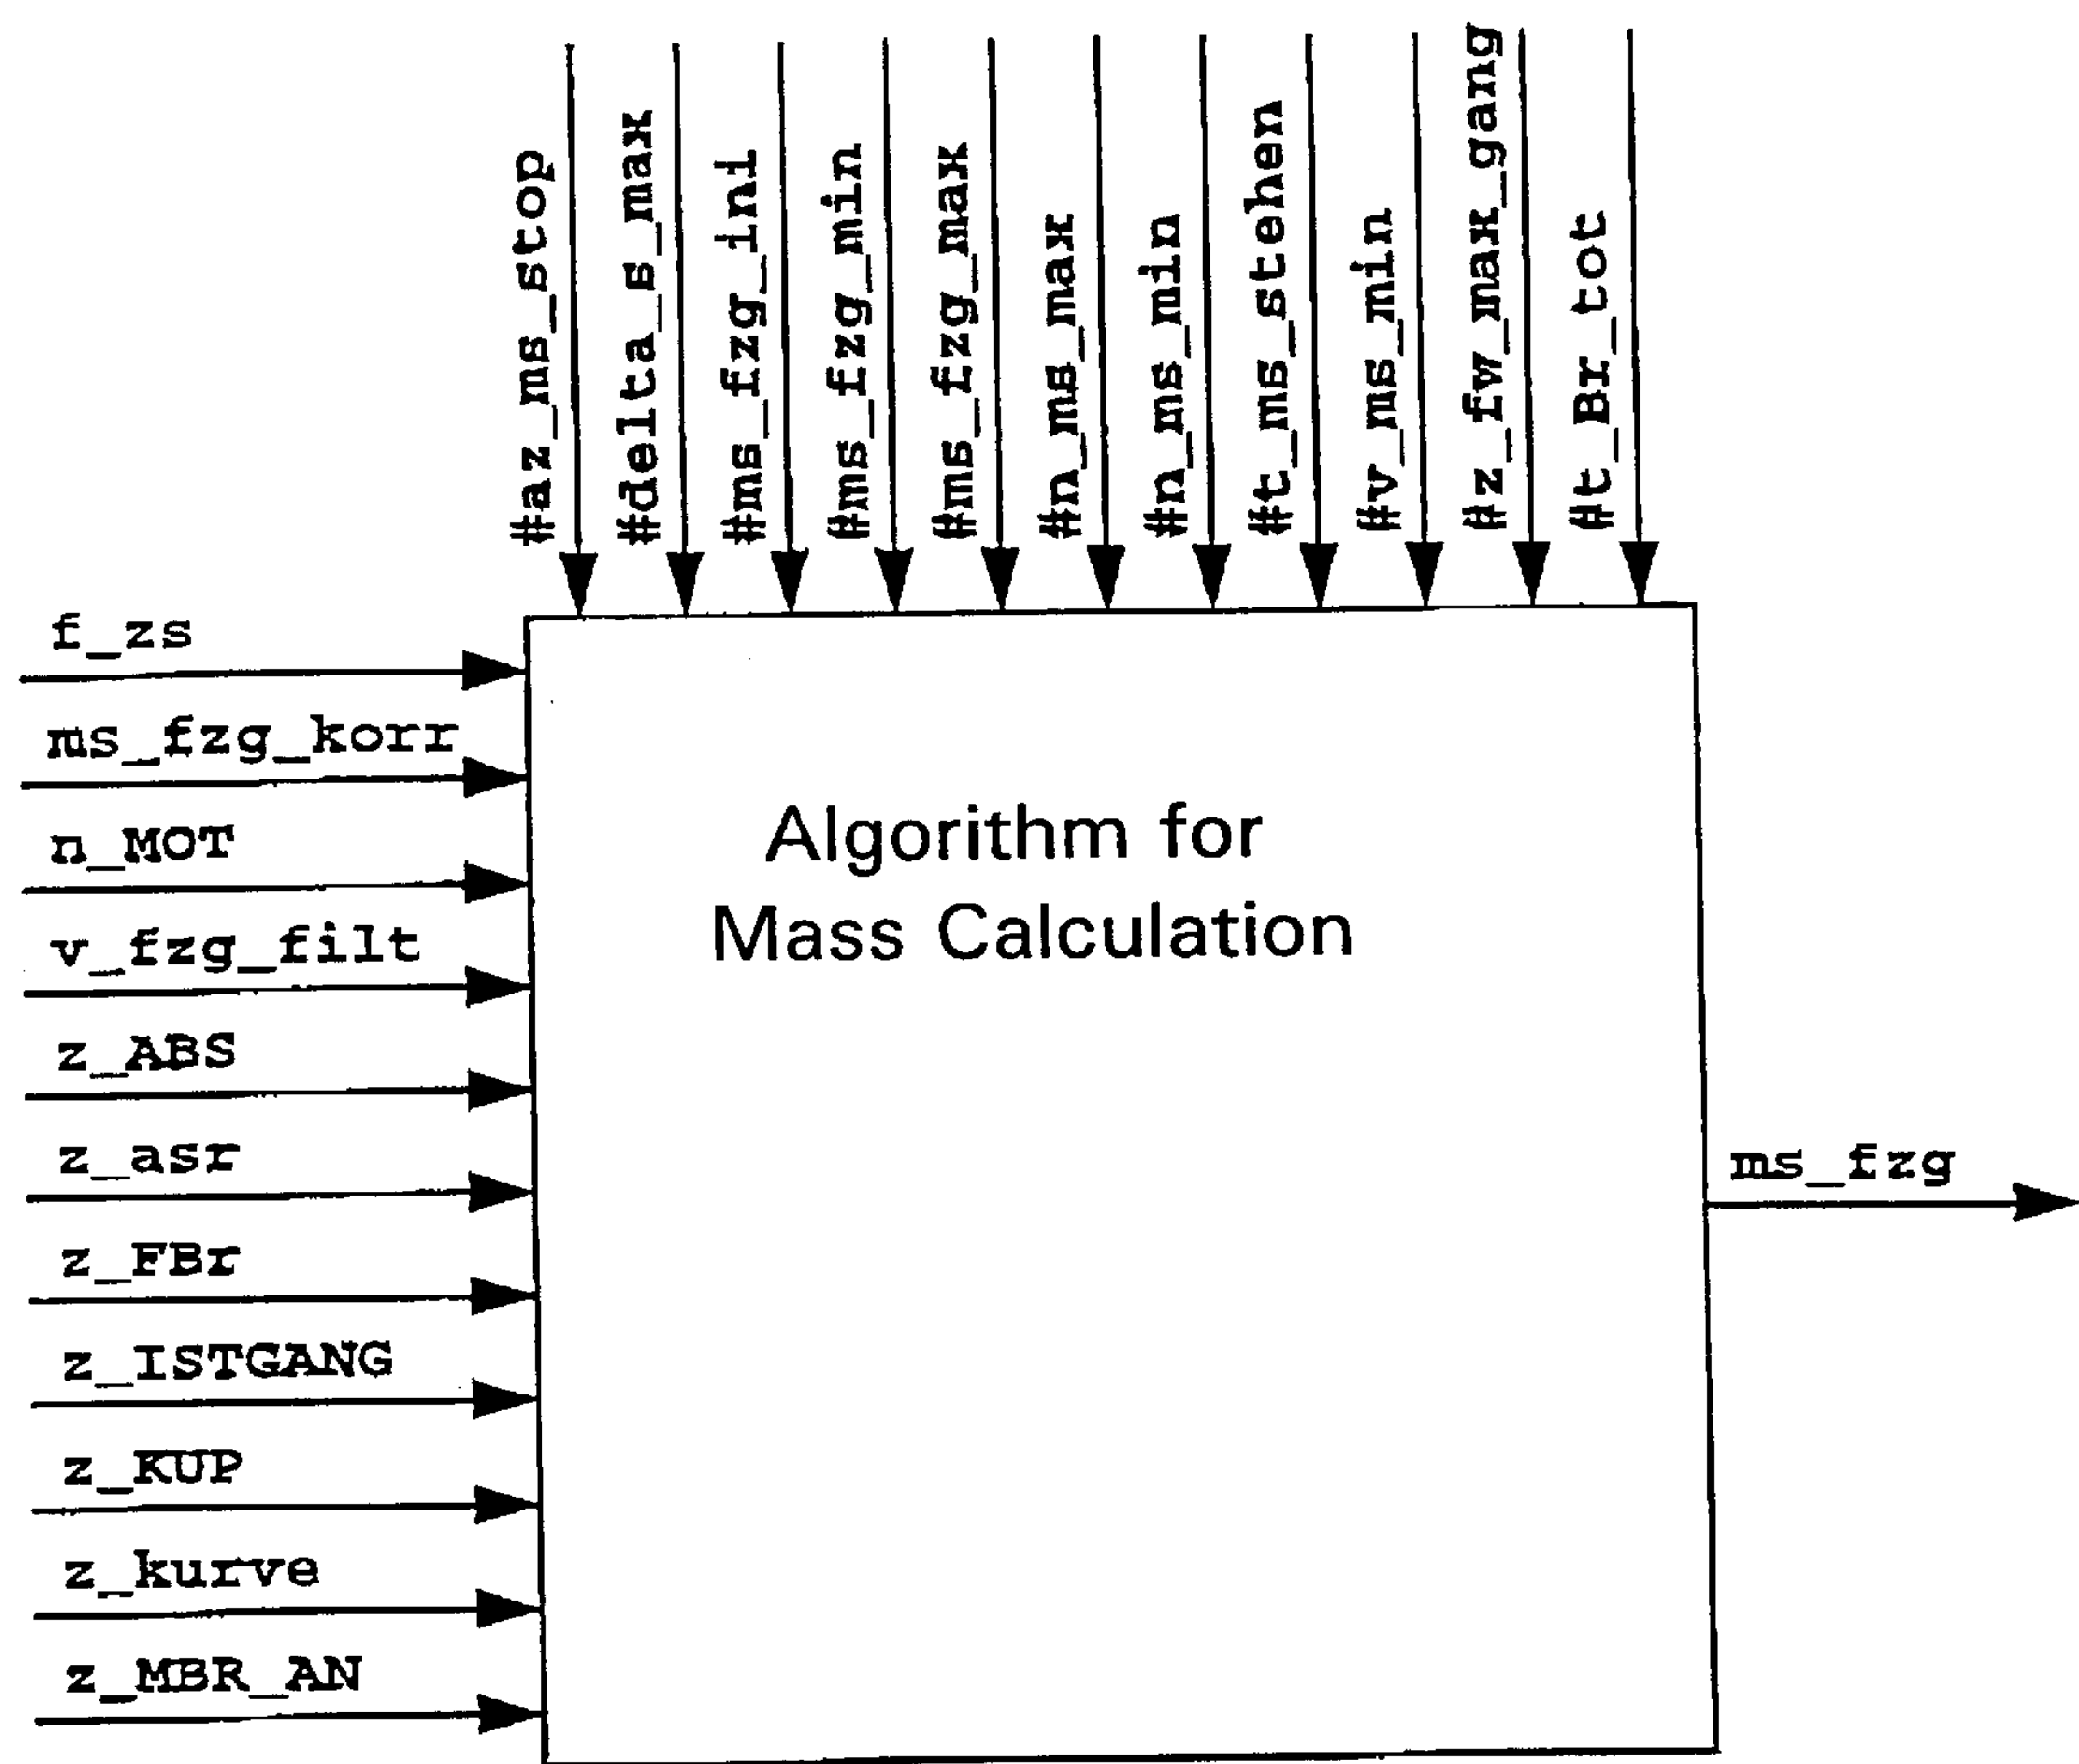 #az_ms_stop
#delta_s_max
#ms_fzg_ini
#ms_fzg_min
#ms_fzg_max
#n_ms_max
#n_ms_min
#t_ms_stehen
#v_ms_min
#z_fw_max_gang
#t_Br_tot
f_zs
ms_fzg_korr
n_MOT
v_fzg_filt
z_ABS
z_asr
z_FBr
z_ISTGANG
z_KUP
z_kurve
z_MBR_AN
Algorithm for
Mass Calculation
ms_fzg